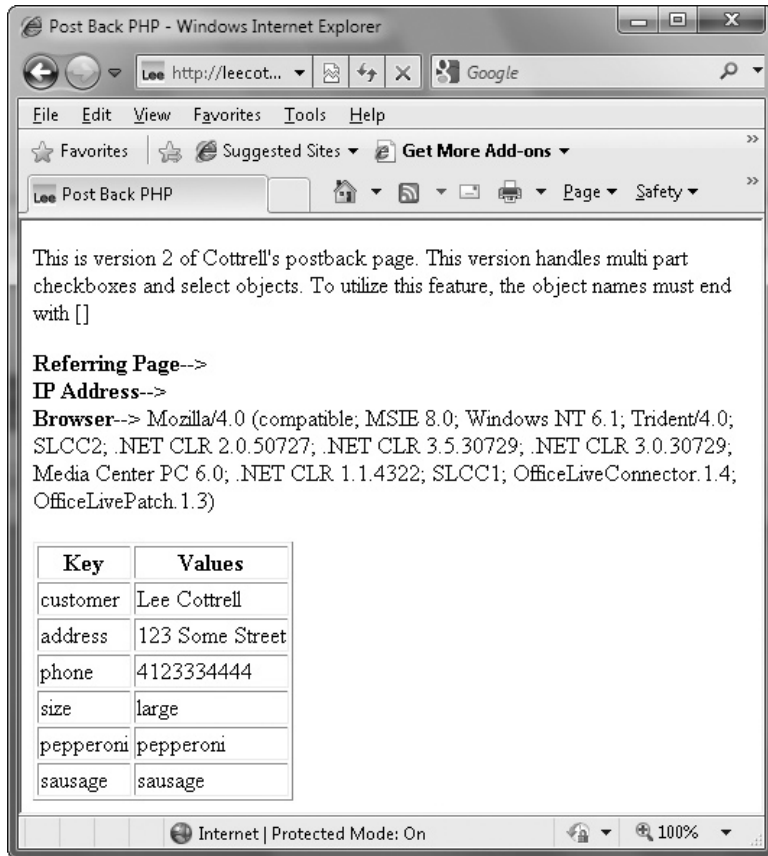 Post Back PHP - Windows Internet Explorer
Lee http://leecot...
Google
File Edit View Favorites Tools Help
Favorites Suggested Sites Get More Add-ons
Lee Post Back PHP Page Safety
This is version 2 of Cottrell's postback page. This version handles multi part
checkboxes and select objects. To utilize this feature, the object names must end
with []
Referring Page-->
IP Address-->
Browser--> Mozilla/4.0 (compatible; MSIE 8.0; Windows NT 6.1; Trident/4.0;
SLCC2; .NET CLR 2.0.50727; .NET CLR 3.5.30729; .NET CLR 3.0.30729;
Media Center PC 6.0; .NET CLR 1.1.4322; SLCC1; OfficeLiveConnector.1.4;
OfficeLivePatch.1.3)
Key Values
customer Lee Cottrell
address 123 Some Street
phone 4123334444
size large
pepperoni pepperoni
sausage sausage
Internet | Protected Mode: On 100%